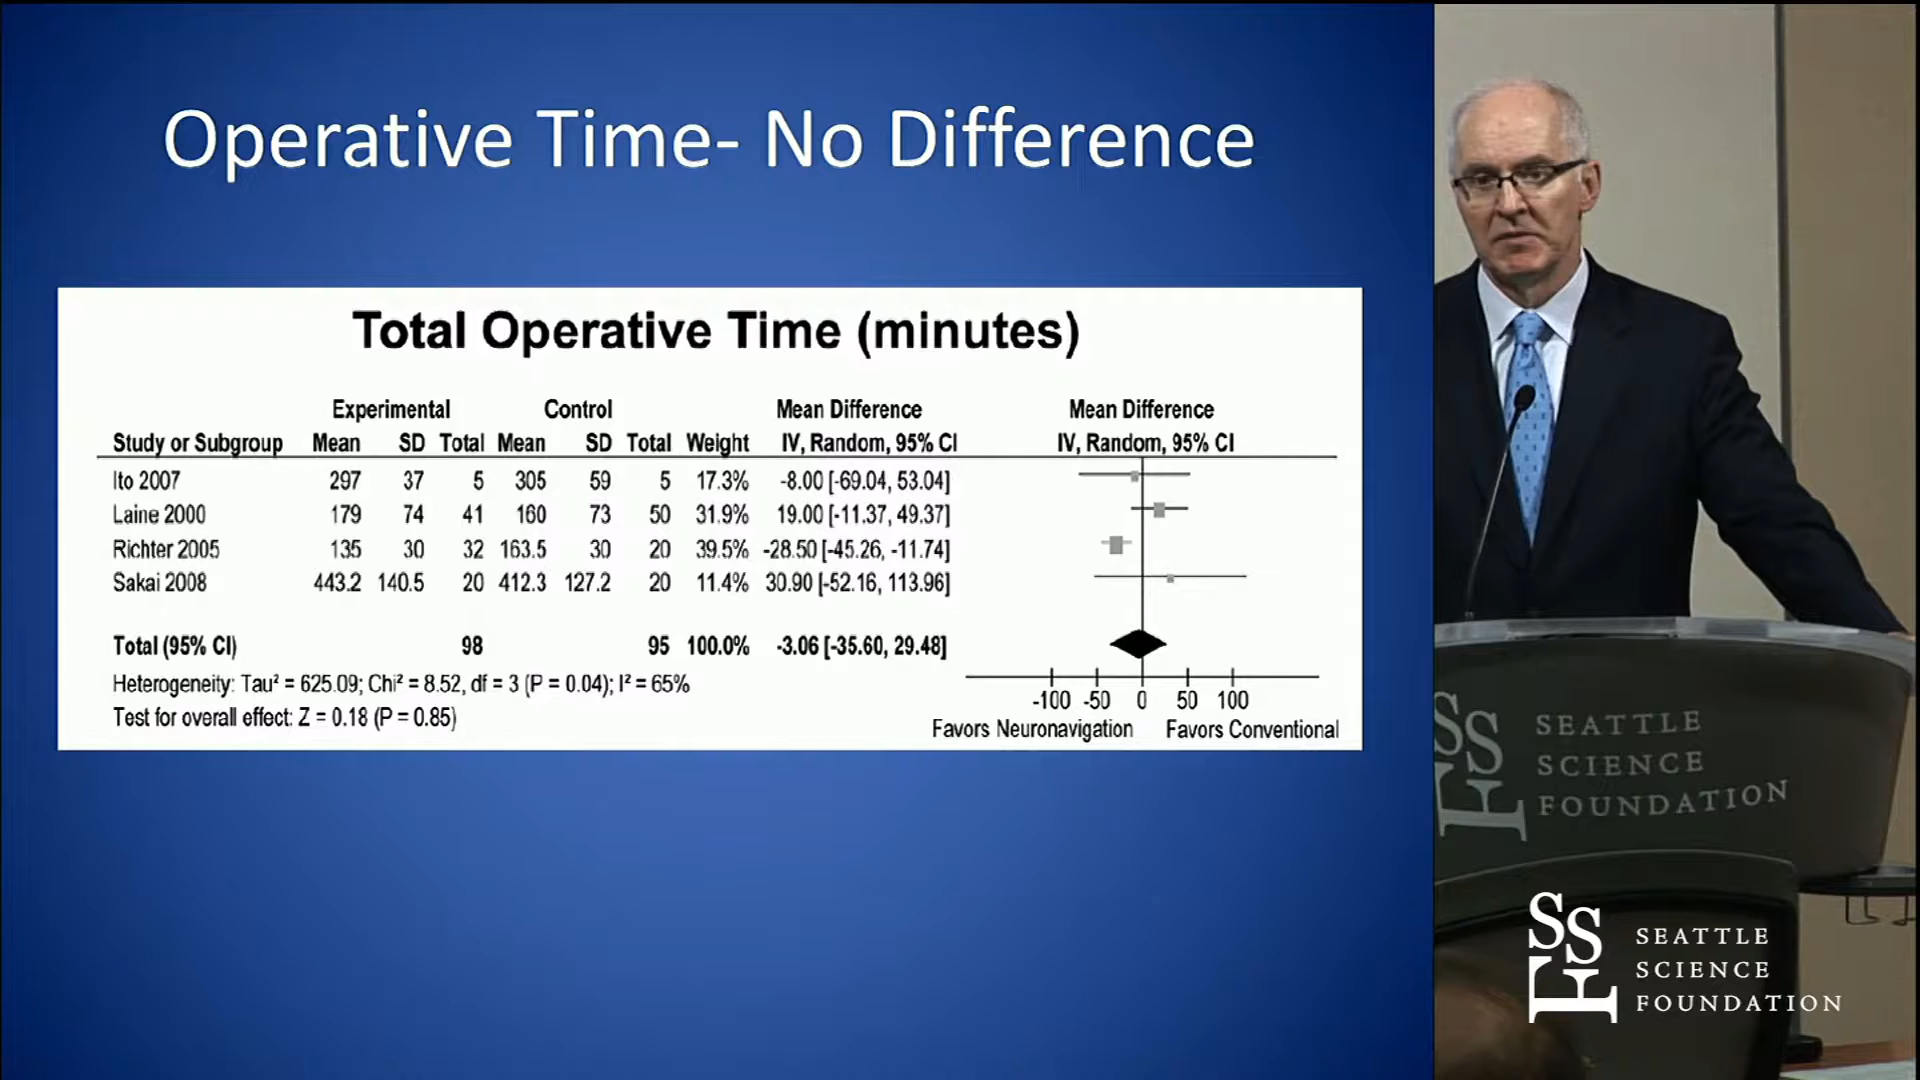 Operative Time- No Difference
Total Operative Time (minutes)
Experimental Control Mean Difference Mean Difference
Study or Subgroup Mean SD Total Mean SD Total Weight IV, Random, 95% CI IV, Random, 95% CI
Ito 2007 297 37 5 305 59 5 17.3% -8.00 [-69.04, 53.04]
Laine 2000 179 74 41 160 73 50 31.9% 19.00 [-11.37, 49.37]
Richter 2005 135 30 32 163.5 30 20 39.5% -28.50 [-45.26, -11.74]
Sakai 2008 443.2 140.5 20 412.3 127.2 20 11.4% 30.90 [-52.16, 113.96]
Total (95% CI) 98 95 100.0% -3.06 [-35.60, 29.48]
Heterogeneity: Tau² = 625.09; Chi² = 8.52, df = 3 (P = 0.04); I² = 65%
Test for overall effect: Z = 0.18 (P = 0.85)
-100 -50 0 50 100
Favors Neuronavigation Favors Conventional
SSF
SEATTLE
SCIENCE
FOUNDATION
SSF
SEATTLE
SCIENCE
FOUNDATION